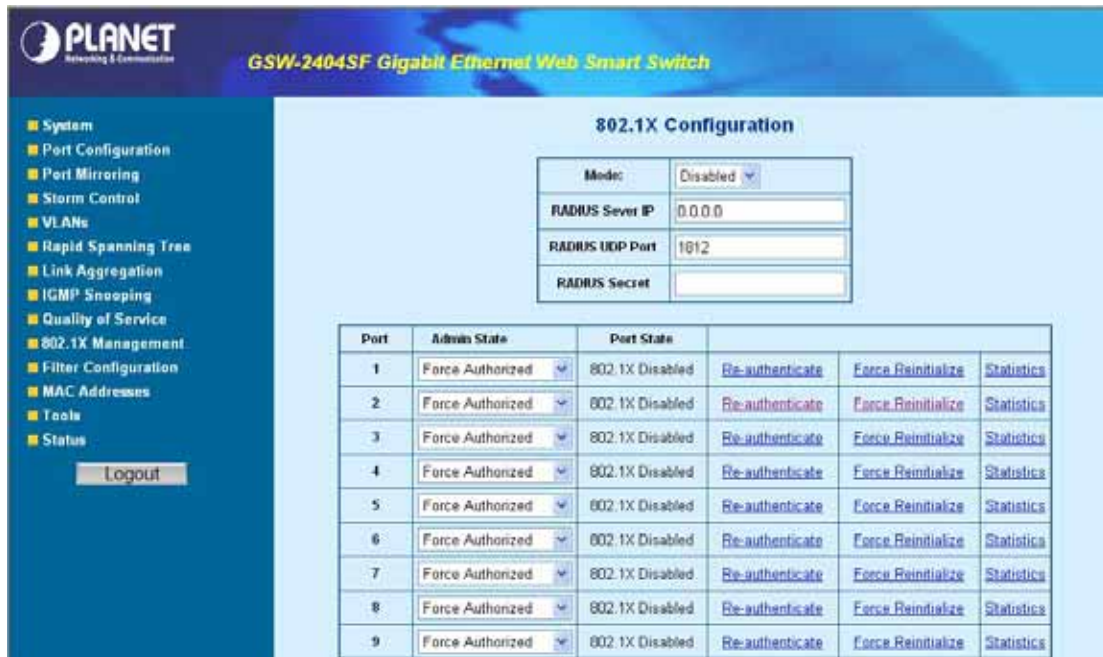 PLANET
Networking & Communication
GSW-2404SF Gigabit Ethernet Web Smart Switch
System
Port Configuration
Port Mirroring
Storm Control
VLANs
Rapid Spanning Tree
Link Aggregation
IGMP Snooping
Quality of Service
802.1X Management
Filter Configuration
MAC Addresses
Tools
Status
Logout
802.1X Configuration
Mode: Disabled
RADIUS Sever IP 0.0.0.0
RADIUS UDP Port 1812
RADIUS Secret
Port Admin State Port State
1 Force Authorized 802.1X Disabled Re-authenticate Force Reinitialize Statistics
2 Force Authorized 802.1X Disabled Re-authenticate Force Reinitialize Statistics
3 Force Authorized 802.1X Disabled Re-authenticate Force Reinitialize Statistics
4 Force Authorized 802.1X Disabled Re-authenticate Force Reinitialize Statistics
5 Force Authorized 802.1X Disabled Re-authenticate Force Reinitialize Statistics
6 Force Authorized 802.1X Disabled Re-authenticate Force Reinitialize Statistics
7 Force Authorized 802.1X Disabled Re-authenticate Force Reinitialize Statistics
8 Force Authorized 802.1X Disabled Re-authenticate Force Reinitialize Statistics
9 Force Authorized 802.1X Disabled Re-authenticate Force Reinitialize Statistics